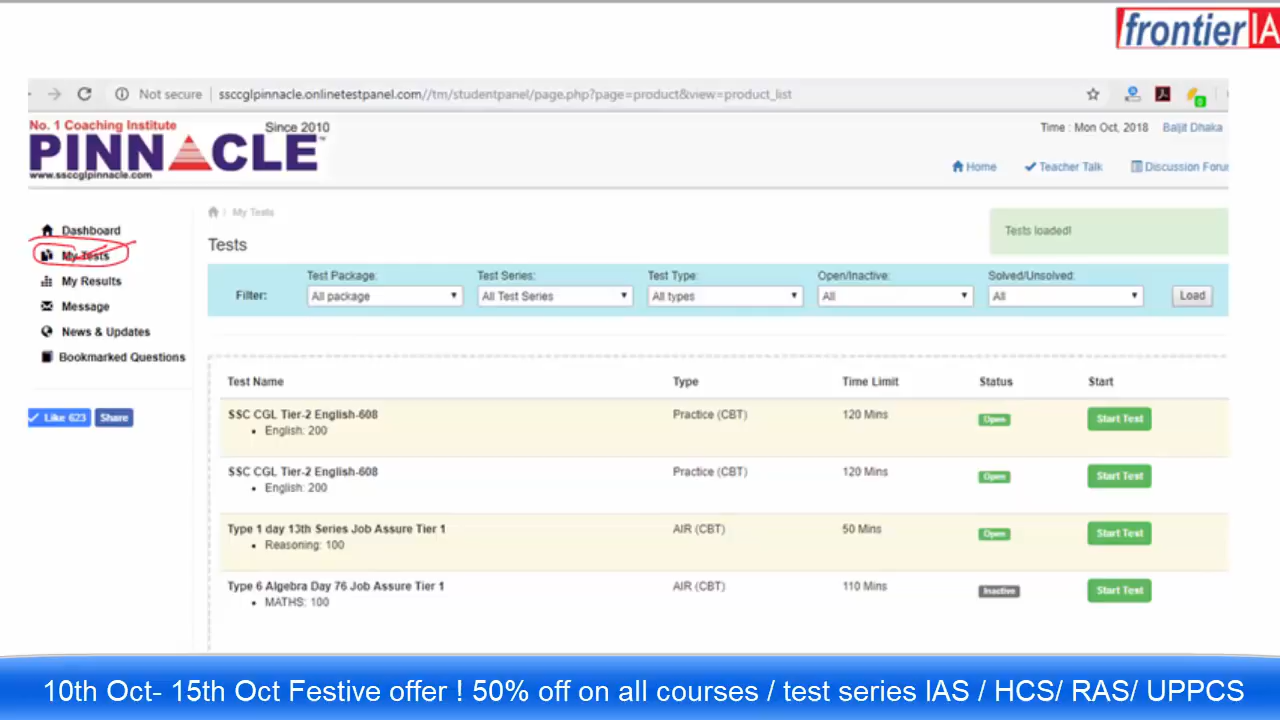 frontierIA
Not secure ssccglpinnacle.onlinetestpanel.com//tm/studentpanel/page.php?page=product&view=product_list
No. 1 Coaching Institute Since 2010
PINNACLE™
www.ssccglpinnacle.com
Time : Mon Oct, 2018 Baljit Dhaka
Home Teacher Talk Discussion Foru
Dashboard
My Tests
My Results
Message
News & Updates
Bookmarked Questions
Like 623 Share
/ My Tests
Tests
Tests loaded!
Test Package: Test Series: Test Type: Open/Inactive: Solved/Unsolved:
Filter: All package All Test Series All types All All Load
Test Name Type Time Limit Status Start
SSC CGL Tier-2 English-608 Practice (CBT) 120 Mins Open Start Test
• English: 200
SSC CGL Tier-2 English-608 Practice (CBT) 120 Mins Open Start Test
• English: 200
Type 1 day 13th Series Job Assure Tier 1 AIR (CBT) 50 Mins Open Start Test
• Reasoning: 100
Type 6 Algebra Day 76 Job Assure Tier 1 AIR (CBT) 110 Mins Inactive Start Test
• MATHS: 100
10th Oct- 15th Oct Festive offer ! 50% off on all courses / test series IAS / HCS/ RAS/ UPPCS